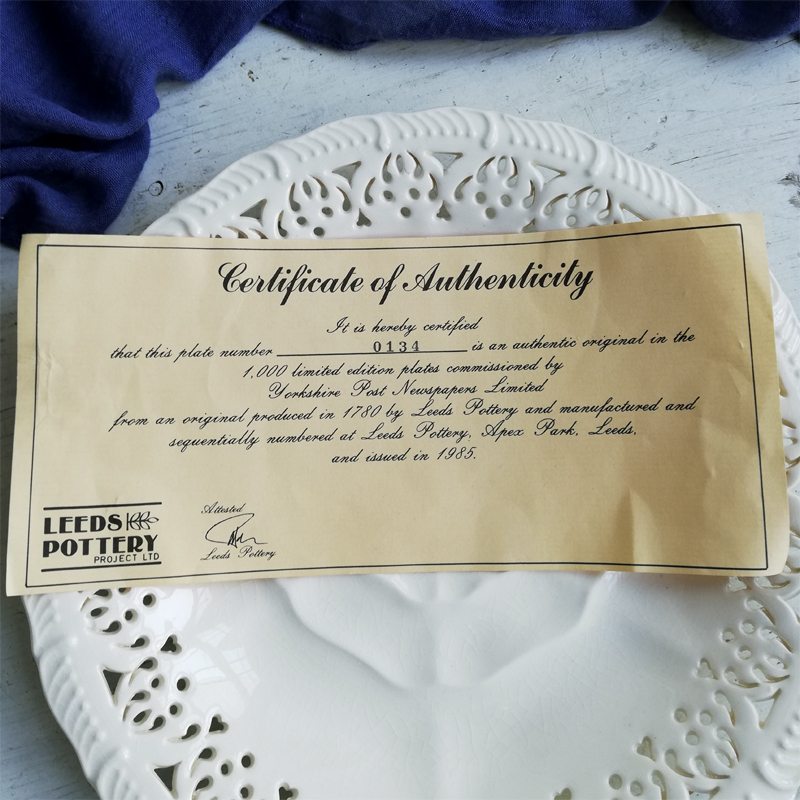 Certificate of Authenticity
It is hereby certified
that this plate number 0134 is an authentic original in the
1,000 limited edition plates commissioned by
Yorkshire Post Newspapers Limited
from an original produced in 1780 by Leeds Pottery and manufactured and
sequentially numbered at Leeds Pottery, Apex Park, Leeds,
and issued in 1985.
LEEDS
POTTERY
PROJECT LTD
Attested
Leeds Pottery